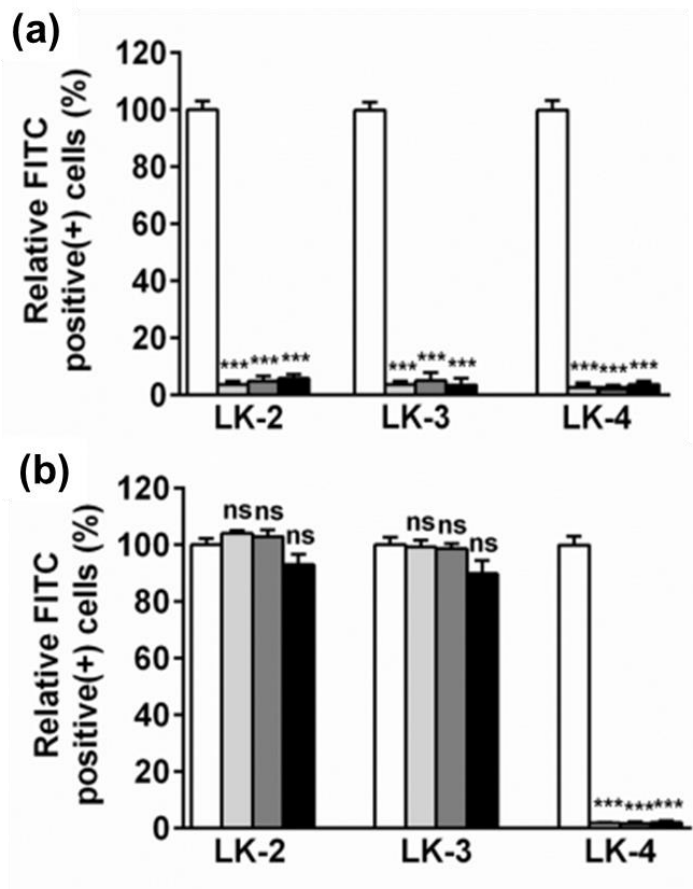 (a)
Relative FITC
positive(+) cells (%)
120
100
80
60
40
20
0
*** *** ***
*** *** ***
*** *** ***
LK-2 LK-3 LK-4
(b)
Relative FITC
positive(+) cells (%)
120
100
80
60
40
20
0
ns ns ns
ns ns ns
*** *** ***
LK-2 LK-3 LK-4